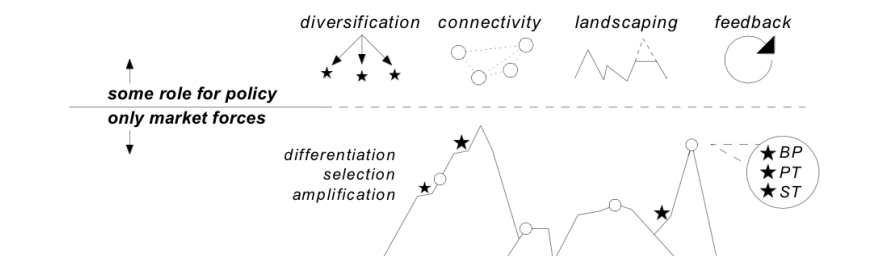 diversification connectivity landscaping feedback
some role for policy
only market forces
differentiation
selection
amplification
BP
PT
ST